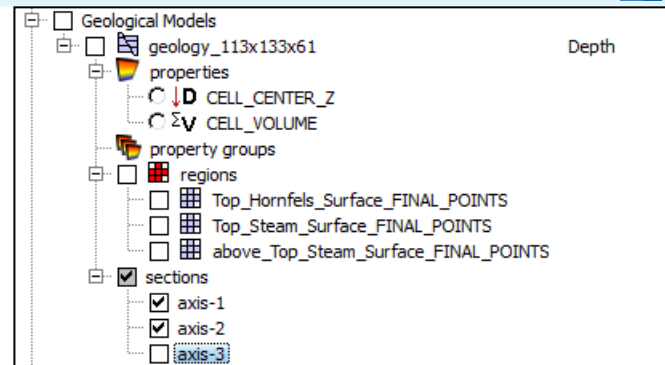 Geological Models
geology_113x133x61 Depth
properties
D CELL_CENTER_Z
ΣV CELL_VOLUME
property groups
regions
Top_Hornfels_Surface_FINAL_POINTS
Top_Steam_Surface_FINAL_POINTS
above_Top_Steam_Surface_FINAL_POINTS
sections
axis-1
axis-2
axis-3